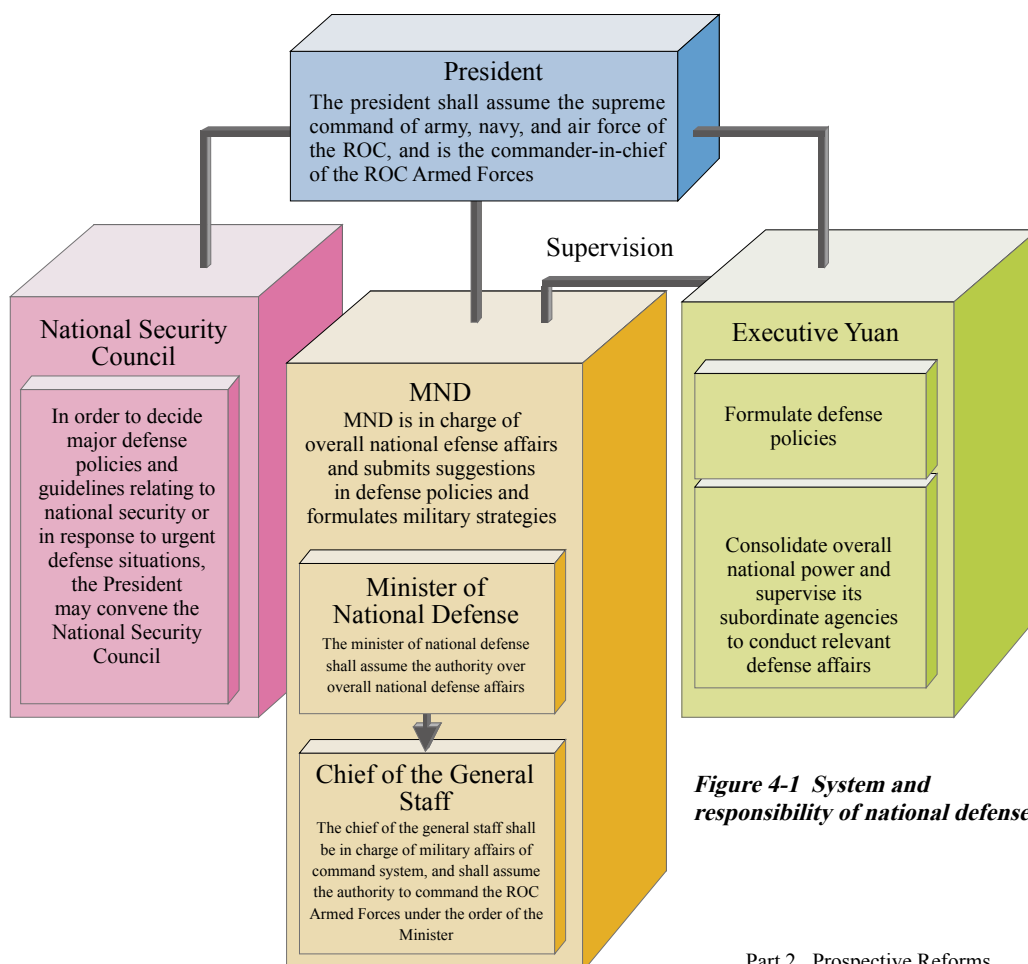 President
The president shall assume the supreme
command of army, navy, and air force of
the ROC, and is the commander-in-chief
of the ROC Armed Forces
Supervision
National Security
Council
In order to decide
major defense
policies and
guidelines relating to
national security or
in response to urgent
defense situations,
the President
may convene the
National Security
Council
MND
MND is in charge of
overall national efense affairs
and submits suggestions
in defense policies and
formulates military strategies
Minister of
National Defense
The minister of national defense
shall assume the authority over
overall national defense affairs
Chief of the General
Staff
The chief of the general staff shall
be in charge of military affairs of
command system, and shall assume
the authority to command the ROC
Armed Forces under the order of the
Minister
Executive Yuan
Formulate defense
policies
Consolidate overall
national power and
supervise its
subordinate agencies
to conduct relevant
defense affairs
Figure 4-1 System and
responsibility of national defense
Part 2 Prospective Reforms